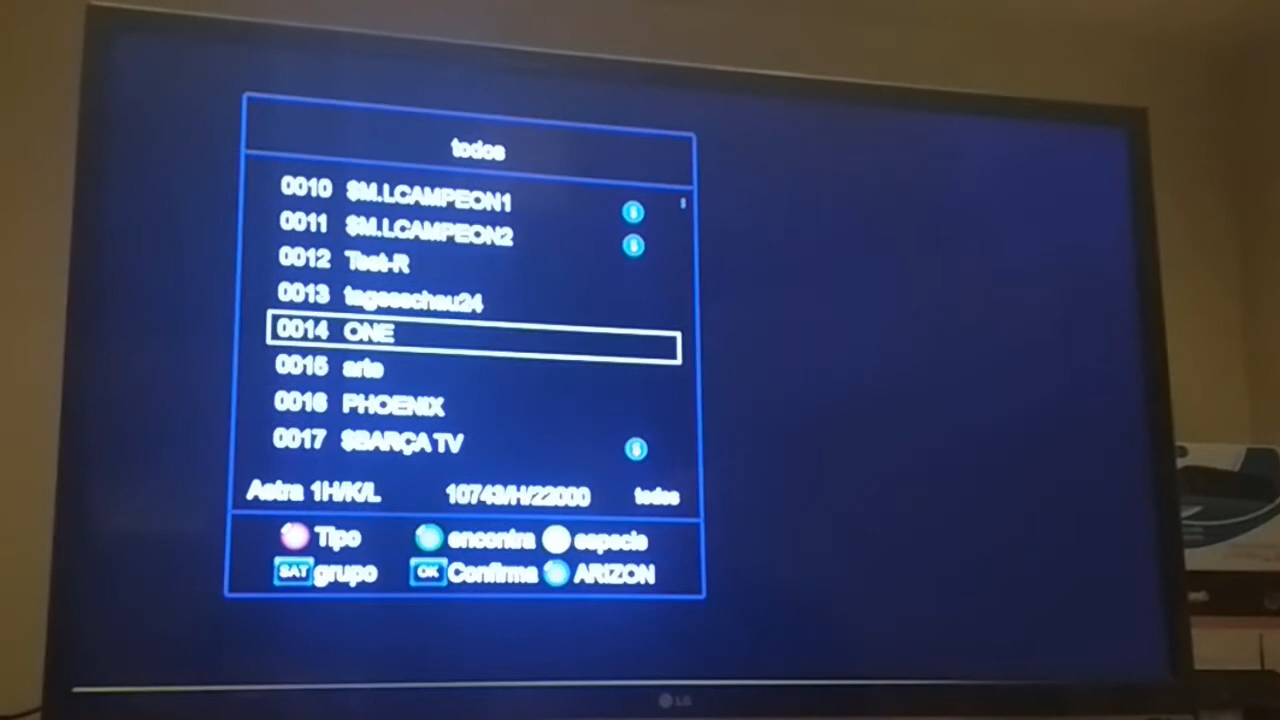 todos
0010 $M.LCAMPEON1
0011 $M.LCAMPEON2
0012 Test-R
0013 tagesschau24
0014 ONE
0015 arte
0016 PHOENIX
0017 $BARÇA TV
Astra 1H/K/L 10743/H/22000 todos
Tipo encontra especie
SAT grupo OK Confirma ARIZON
LG